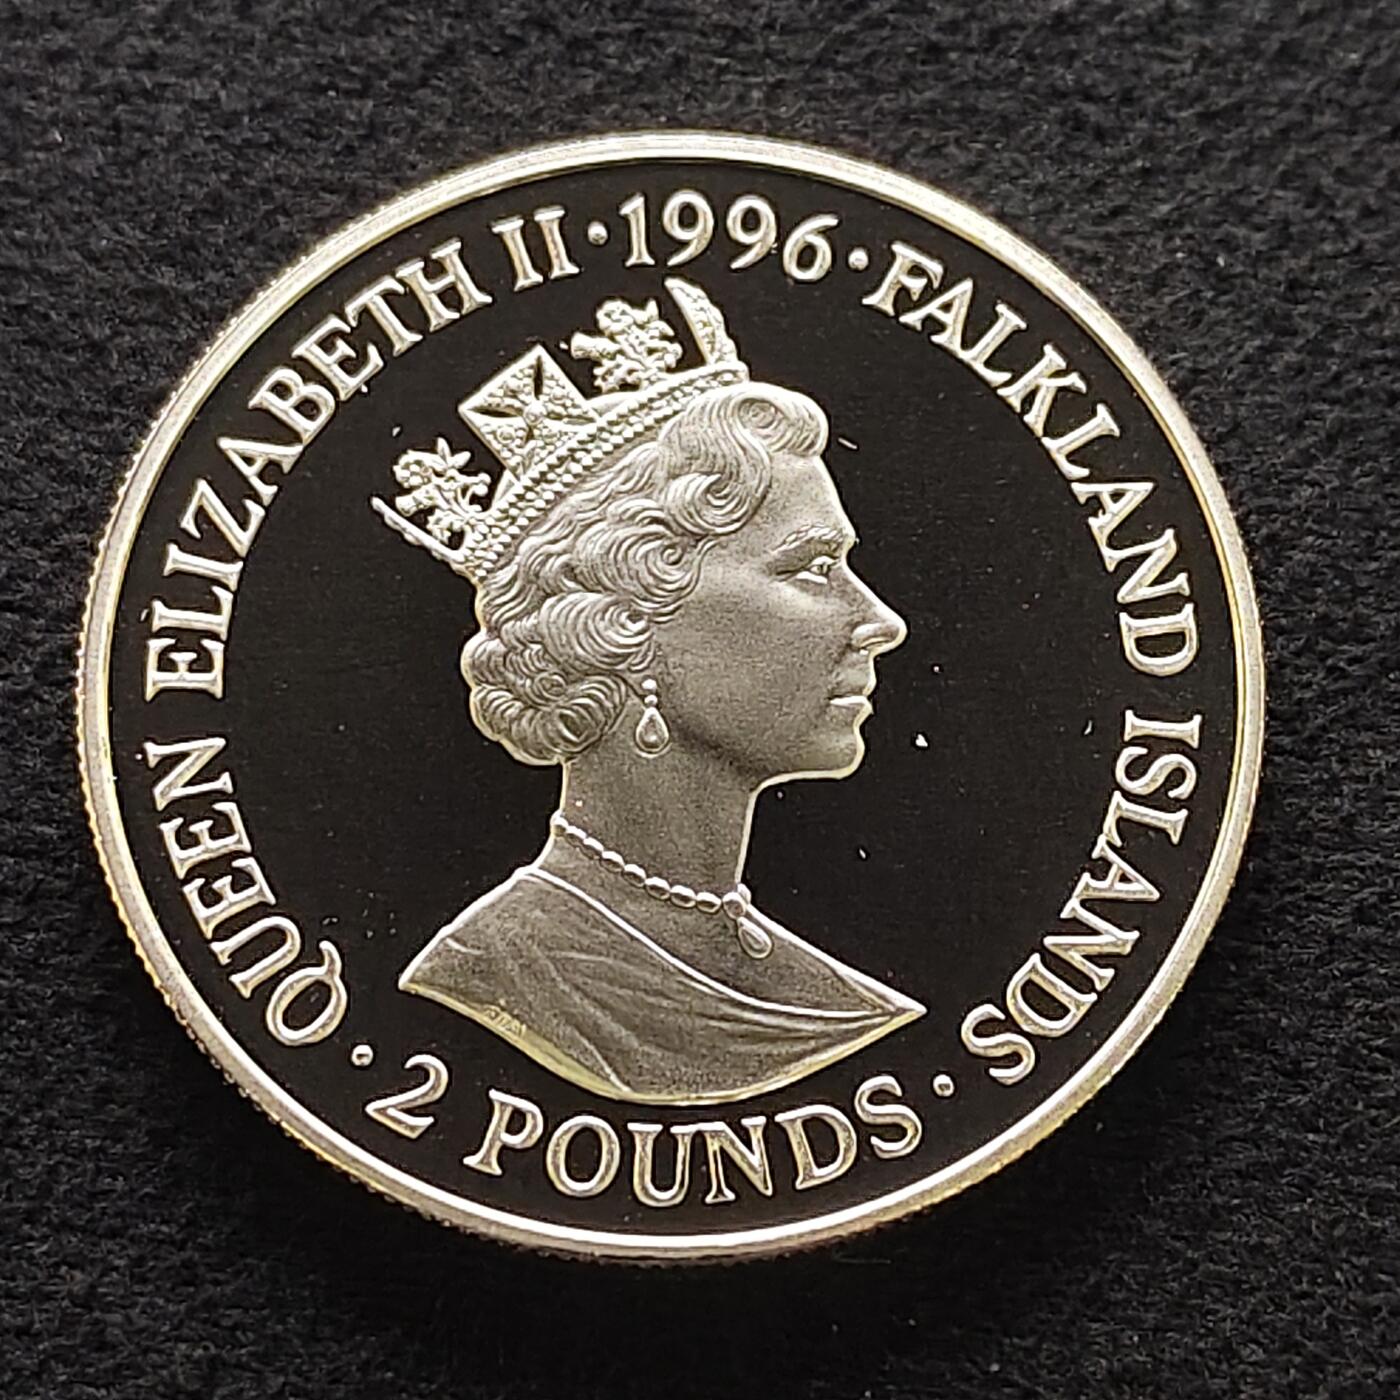 QUEEN ELIZABETH II · 1996 · FALKLAND ISLANDS ·
2 POUNDS ·